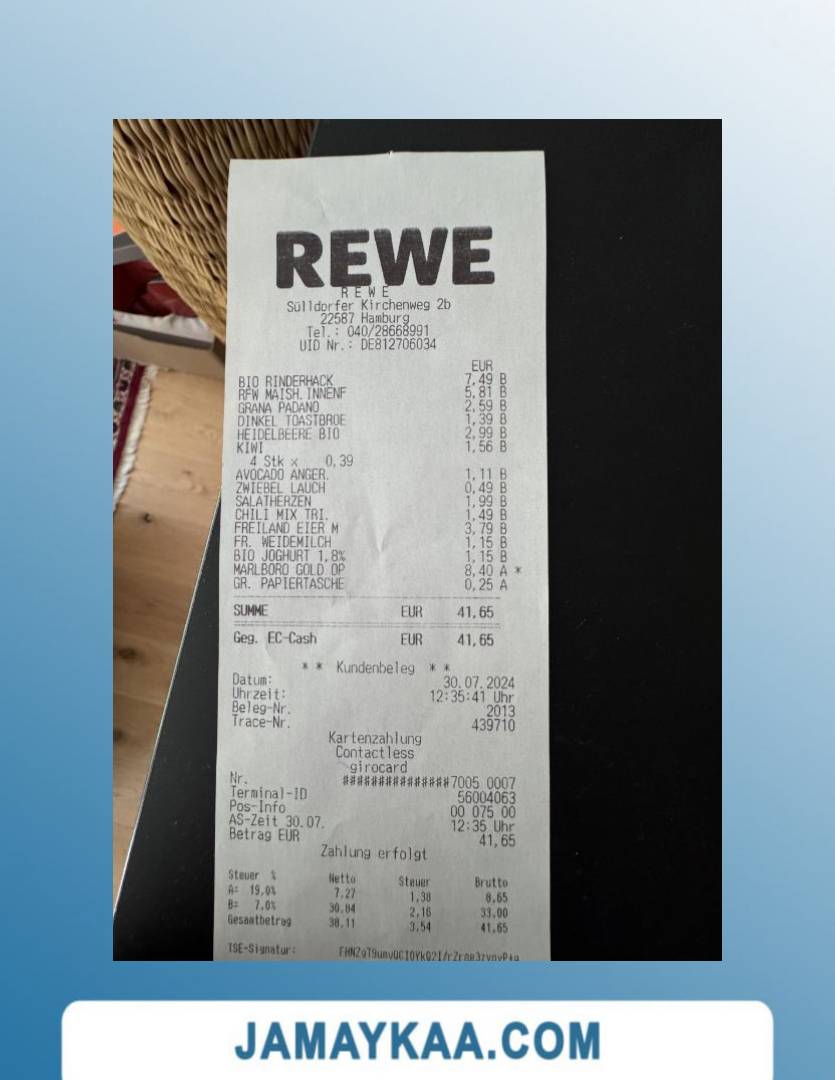 REWE
REWE
Sülldorfer Kirchenweg 2b
22587 Hamburg
Tel.: 040/28668991
UID Nr.: DE812706034
EUR
BIO RINDERHACK 7,49 B
RFW MAISH. INNENF 5,81 B
GRANA PADANO 2,59 B
DINKEL TOASTBROE 1,39 B
HEIDELBEERE BIO 2,99 B
KIWI 1,56 B
4 Stk x 0,39
AVOCADO ANGER. 1,11 B
ZWIEBEL LAUCH 0,49 B
SALATHERZEN 1,99 B
CHILI MIX TRI. 1,49 B
FREILAND EIER M 3,79 B
FR. WEIDEMILCH 1,15 B
BIO JOGHURT 1,8% 1,15 B
MARLBORO GOLD OP 8,40 A *
GR. PAPIERTASCHE 0,25 A
SUMME EUR 41,65
Geg. EC-Cash EUR 41,65
* * Kundenbeleg * *
Datum: 30.07.2024
Uhrzeit: 12:35:41 Uhr
Beleg-Nr. 2013
Trace-Nr. 439710
Kartenzahlung
Contactless
girocard
Nr. ##############7005 0007
Terminal-ID 56004063
Pos-Info 00 075 00
AS-Zeit 30.07. 12:35 Uhr
Betrag EUR 41,65
Zahlung erfolgt
Steuer % Netto Steuer Brutto
A= 19,0% 7,27 1,38 8,65
B= 7,0% 30,84 2,16 33,00
Gesamtbetrag 38,11 3,54 41,65
TSE-Signatur:
JAMAYKAA.COM